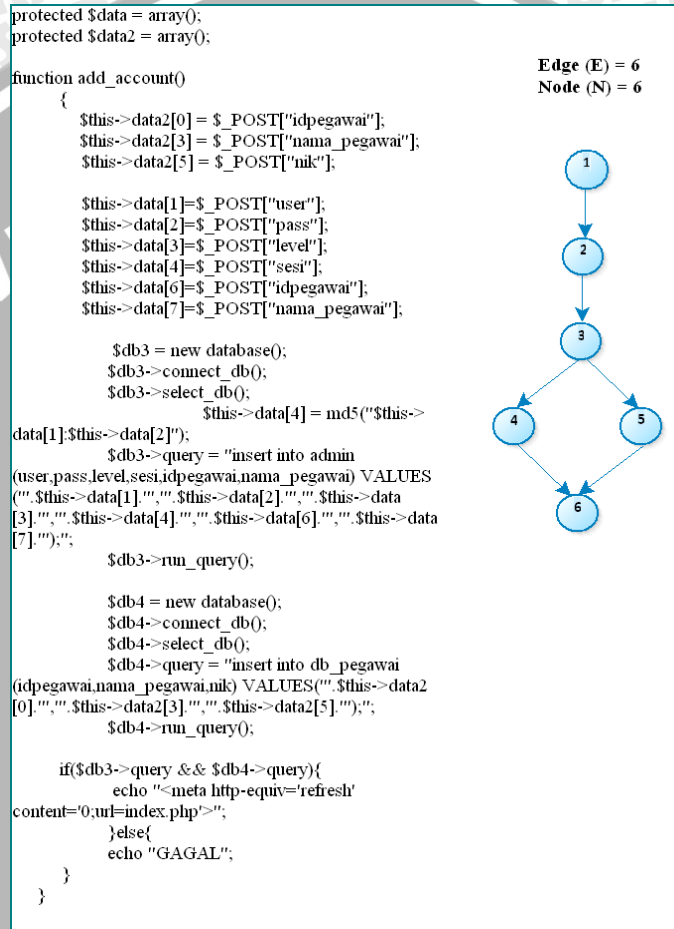 protected $data = array();
protected $data2 = array();
function add_account()
{
$this->data2[0] = $_POST["idpegawai"];
$this->data2[3] = $_POST["nama_pegawai"];
$this->data2[5] = $_POST["nik"];
$this->data[1]=$_POST["user"];
$this->data[2]=$_POST["pass"];
$this->data[3]=$_POST["level"];
$this->data[4]=$_POST["sesi"];
$this->data[6]=$_POST["idpegawai"];
$this->data[7]=$_POST["nama_pegawai"];
$db3 = new database();
$db3->connect_db();
$db3->select_db();
$this->data[4] = md5("$this->
data[1]:$this->data[2]");
$db3->query = "insert into admin
(user,pass,level,sesi,idpegawai,nama_pegawai) VALUES
('".$this->data[1]."','".$this->data[2]."','".$this->data
[3]."','".$this->data[4]."','".$this->data[6]."','".$this->data
[7]."');";
$db3->run_query();
$db4 = new database();
$db4->connect_db();
$db4->select_db();
$db4->query = "insert into db_pegawai
(idpegawai,nama_pegawai,nik) VALUES('".$this->data2
[0]."','".$this->data2[3]."','".$this->data2[5]."');";
$db4->run_query();
if($db3->query && $db4->query){
echo "<meta http-equiv='refresh'
content='0;url=index.php'>";
}else{
echo "GAGAL";
}
}
Edge (E) = 6
Node (N) = 6
1
2
3
4
5
6